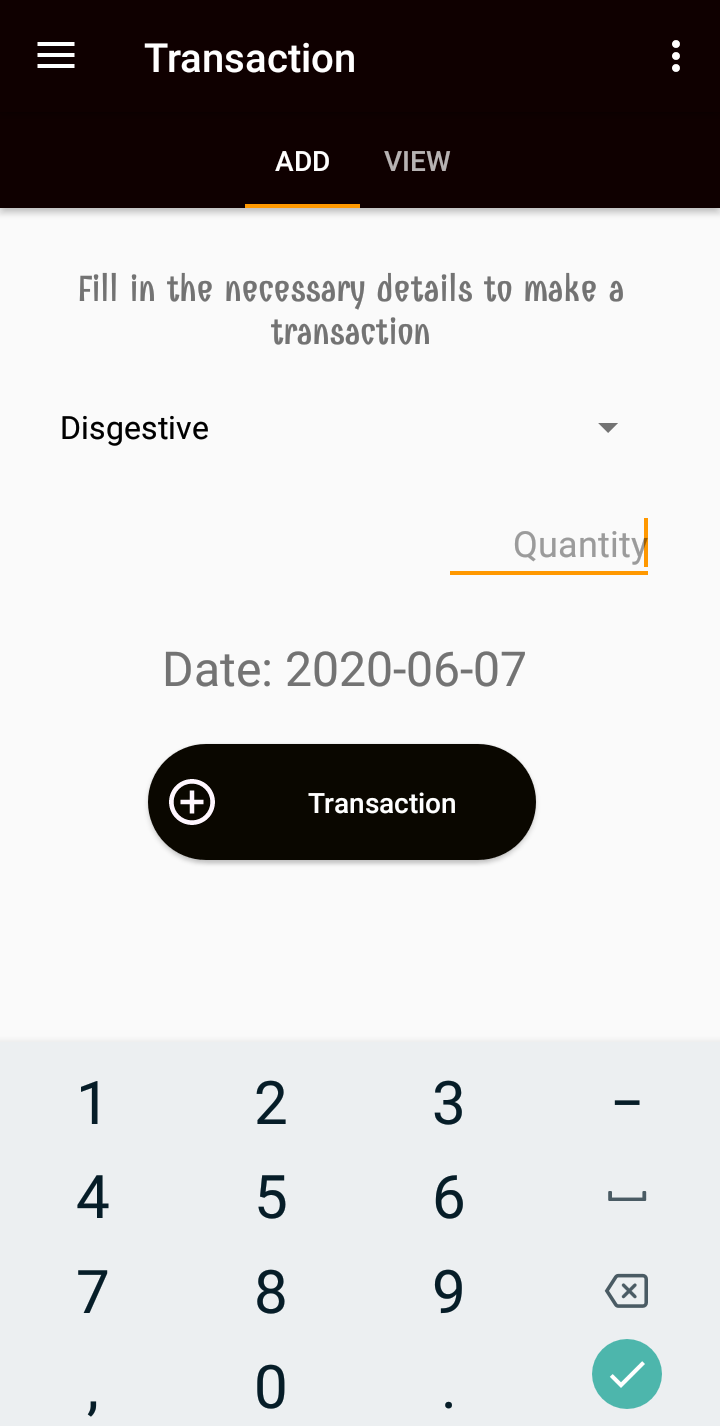 Transaction
ADD VIEW
Fill in the necessary details to make a
transaction
Disgestive
Quantity
Date: 2020-06-07
Transaction
1 2 3 -
4 5 6
7 8 9
, 0 .